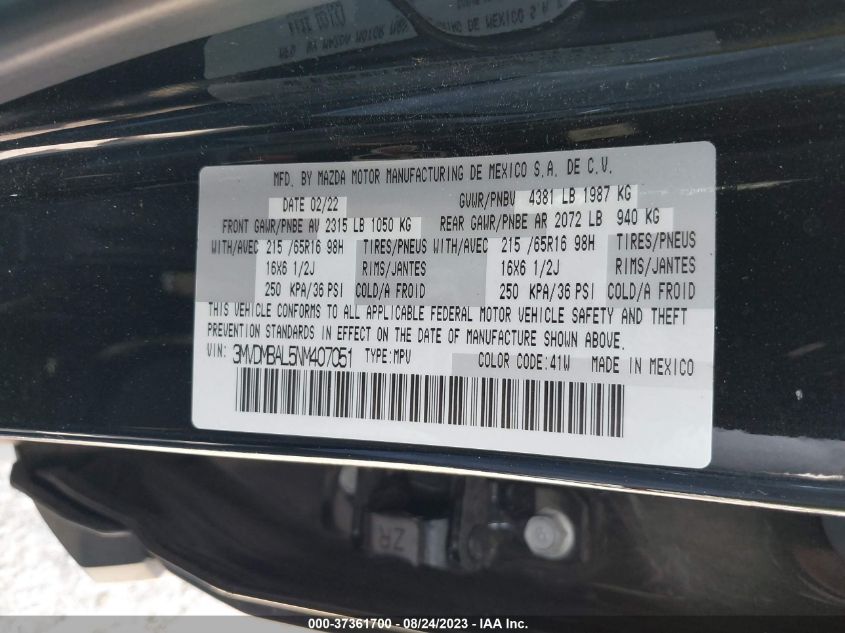 MFD. BY MAZDA MOTOR MANUFACTURING DE MEXICO S.A. DE C.V.
DATE 02/22 GVWR/PNBV 4381 LB 1987 KG
FRONT GAWR/PNBE AV 2315 LB 1050 KG REAR GAWR/PNBE AR 2072 LB 940 KG
WITH/AVEC 215 /65R16 98H TIRES/PNEUS WITH/AVEC 215 /65R16 98H TIRES/PNEUS
16X6 1/2J RIMS/JANTES 16X6 1/2J RIMS/JANTES
250 KPA/36 PSI COLD/A FROID 250 KPA/36 PSI COLD/A FROID
THIS VEHICLE CONFORMS TO ALL APPLICABLE FEDERAL MOTOR VEHICLE SAFETY AND THEFT
PREVENTION STANDARDS IN EFFECT ON THE DATE OF MANUFACTURE SHOWN ABOVE.
VIN: 3MVDMBAL5NM407051 TYPE:MPV COLOR CODE:41W MADE IN MEXICO
ZR
8
000-37361700 - 08/24/2023 - IAA Inc.